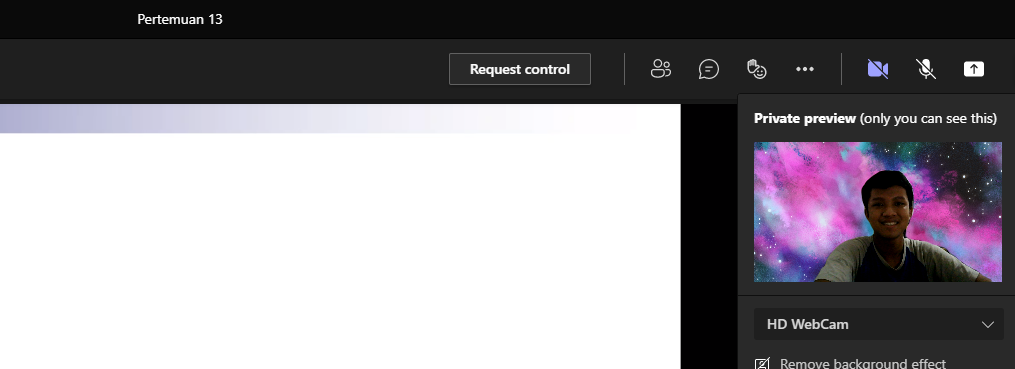 Pertemuan 13
Request control
Private preview (only you can see this)
HD WebCam
Remove background effect